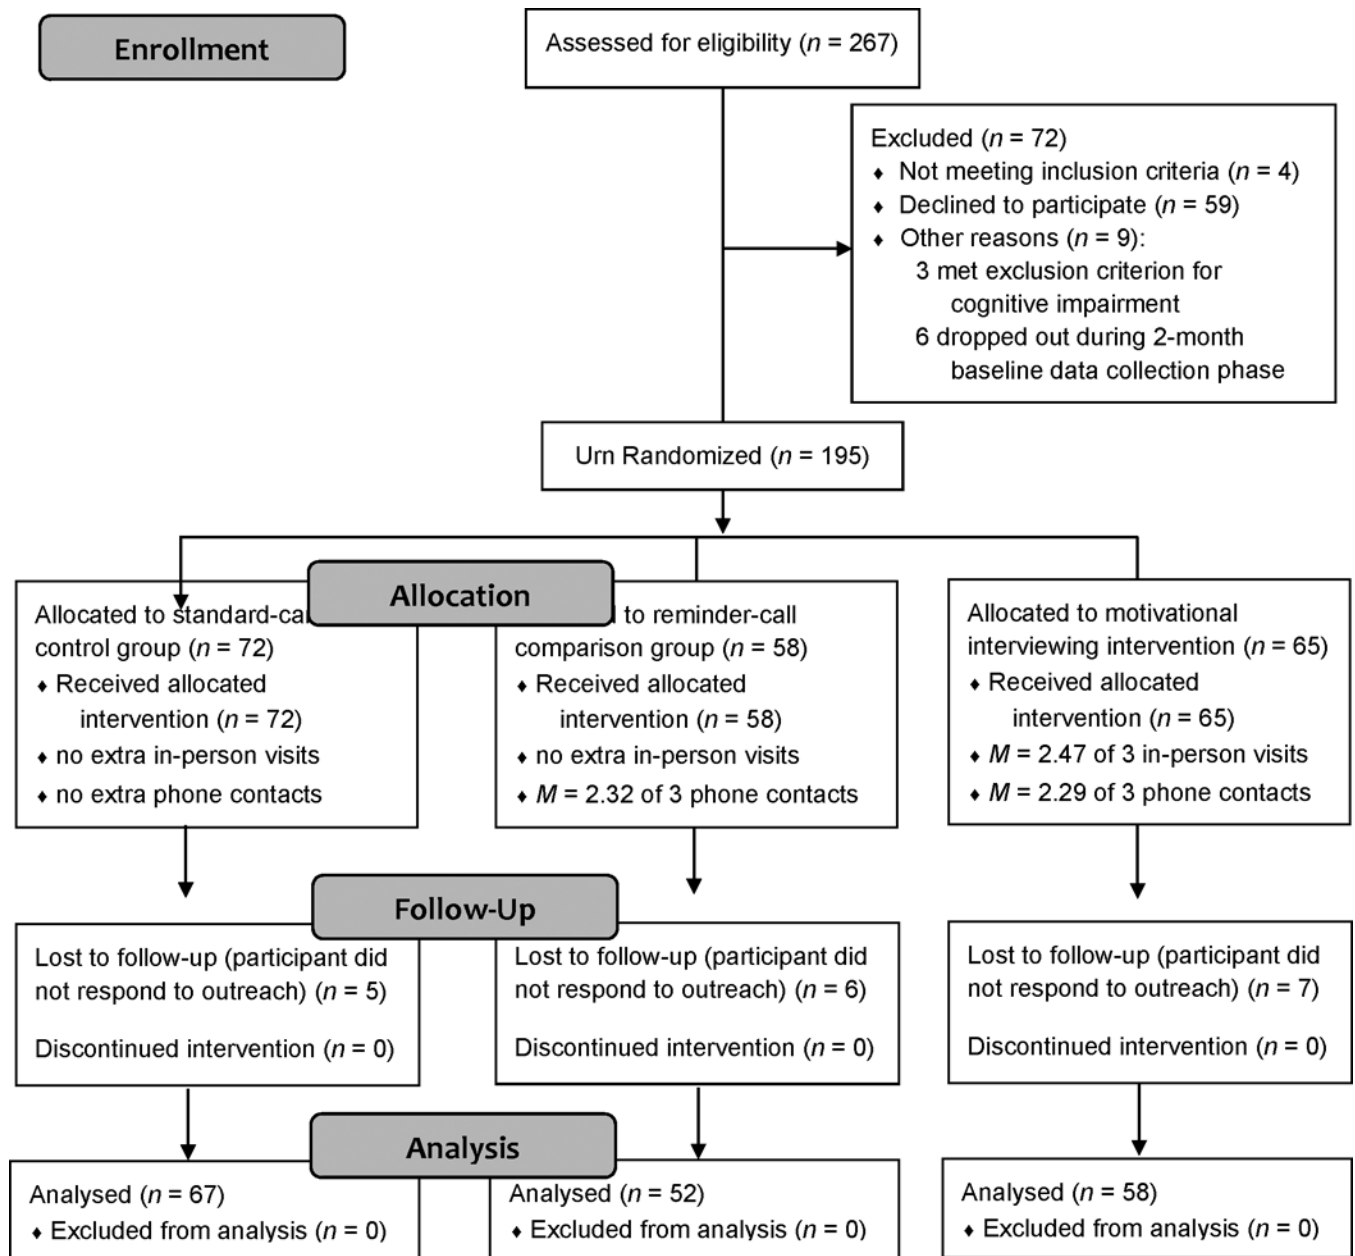 Enrollment
Assessed for eligibility (n = 267)
Excluded (n = 72)
♦ Not meeting inclusion criteria (n = 4)
♦ Declined to participate (n = 59)
♦ Other reasons (n = 9):
3 met exclusion criterion for
cognitive impairment
6 dropped out during 2-month
baseline data collection phase
Urn Randomized (n = 195)
Allocation
Allocated to standard-ca
control group (n = 72)
♦ Received allocated
intervention (n = 72)
♦ no extra in-person visits
♦ no extra phone contacts
to reminder-call
comparison group (n = 58)
♦ Received allocated
intervention (n = 58)
♦ no extra in-person visits
♦ M = 2.32 of 3 phone contacts
Allocated to motivational
interviewing intervention (n = 65)
♦ Received allocated
intervention (n = 65)
♦ M = 2.47 of 3 in-person visits
♦ M = 2.29 of 3 phone contacts
Follow-Up
Lost to follow-up (participant did
not respond to outreach) (n = 5)
Discontinued intervention (n = 0)
Lost to follow-up (participant did
not respond to outreach) (n = 6)
Discontinued intervention (n = 0)
Lost to follow-up (participant did
not respond to outreach) (n = 7)
Discontinued intervention (n = 0)
Analysis
Analysed (n = 67)
♦ Excluded from analysis (n = 0)
Analysed (n = 52)
♦ Excluded from analysis (n = 0)
Analysed (n = 58)
♦ Excluded from analysis (n = 0)